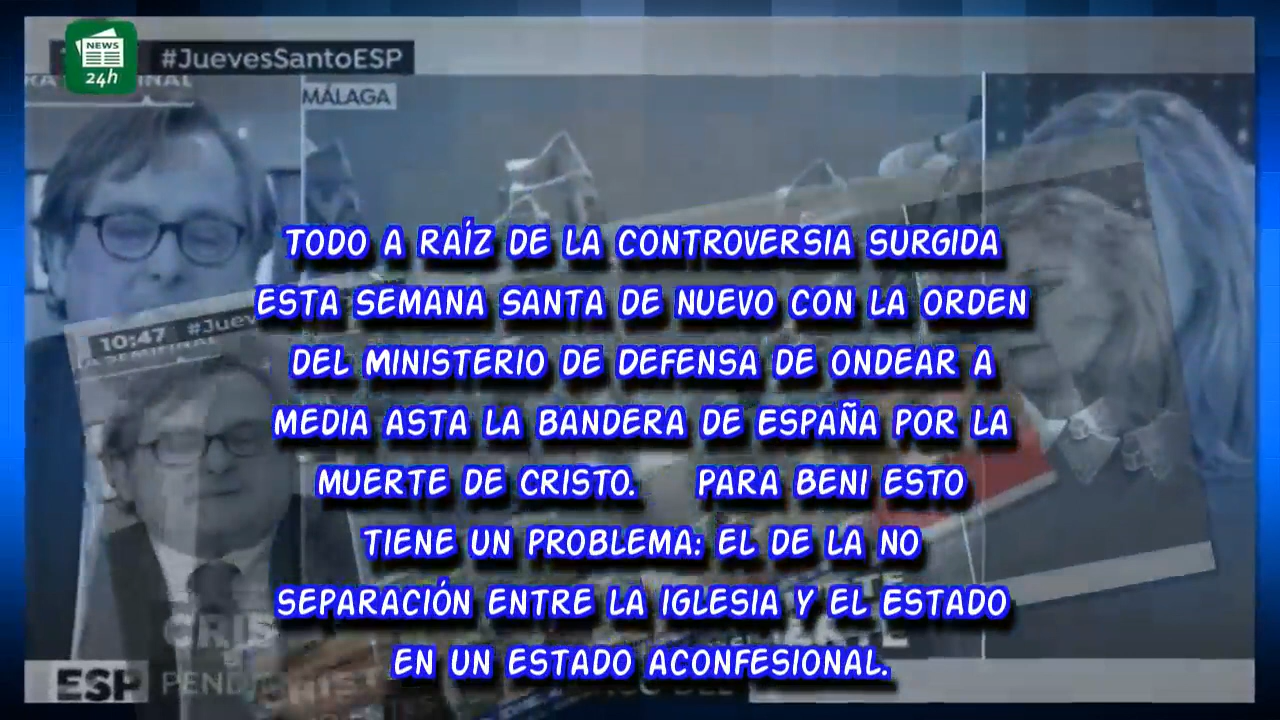 NEWS
24h
#JuevesSantoESP
MÁLAGA
TODO A RAÍZ DE LA CONTROVERSIA SURGIDA
ESTA SEMANA SANTA DE NUEVO CON LA ORDEN
DEL MINISTERIO DE DEFENSA DE ONDEAR A
10:47 #Juev
MEDIA ASTA LA BANDERA DE ESPAÑA POR LA
MUERTE DE CRISTO. PARA BENI ESTO
TIENE UN PROBLEMA: EL DE LA NO
SEPARACIÓN ENTRE LA IGLESIA Y EL ESTADO
EN UN ESTADO ACONFESIONAL.
ESP